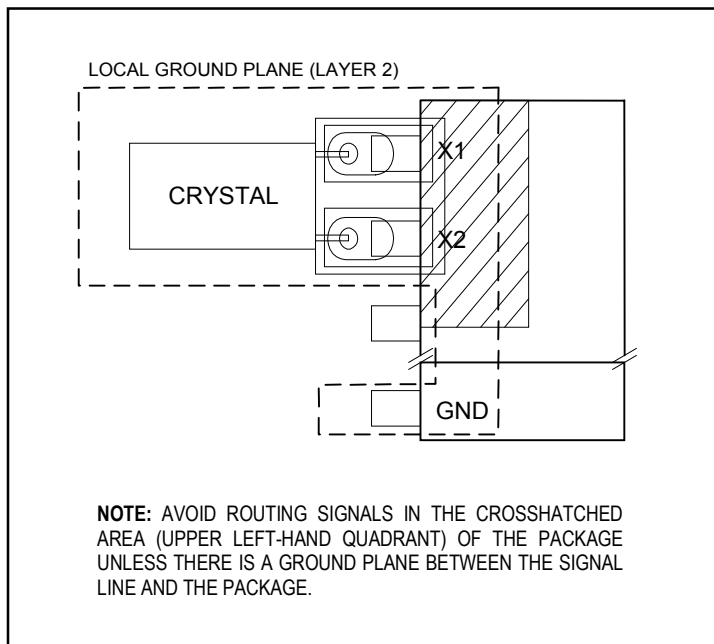 LOCAL GROUND PLANE (LAYER 2)
X1
CRYSTAL
X2
GND
NOTE: AVOID ROUTING SIGNALS IN THE CROSSHATCHED
AREA (UPPER LEFT-HAND QUADRANT) OF THE PACKAGE
UNLESS THERE IS A GROUND PLANE BETWEEN THE SIGNAL
LINE AND THE PACKAGE.